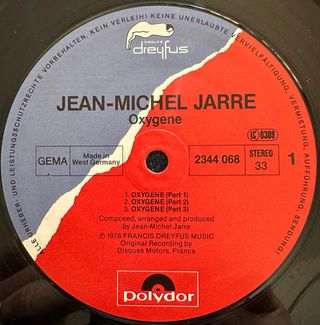 ALLE URHEBER- UND LEISTUNGSSCHUTZRECHTE VORBEHALTEN. KEIN VERLEIH! KEINE UNERLAUBTE VERVIELFÄLTIGUNG, VERMIETUNG, AUFFÜHRUNG, SENDUNG!
disques
dreyfus
JEAN-MICHEL JARRE
Oxygene
LC 0309
GEMA
Made in
West Germany
2344 068
STEREO
33
1
1. OXYGENE (Part 1)
2. OXYGENE (Part 2)
3. OXYGENE (Part 3)
Composed, arranged and produced
by Jean-Michel Jarre
Ⓟ 1976 FRANCIS DREYFUS MUSIC
Original Recording by
Disques Motors, France
polydor